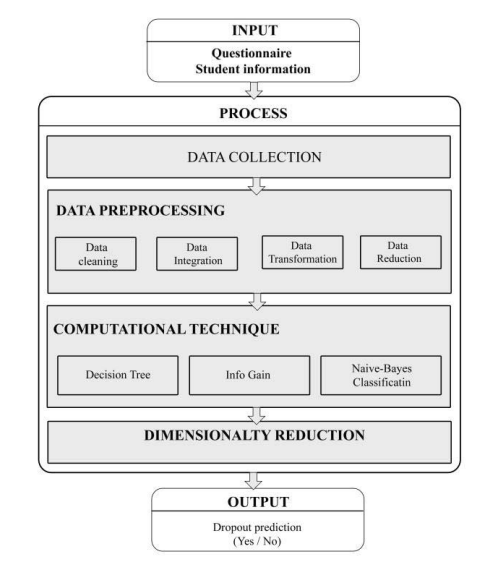 INPUT
Questionnaire
Student information
PROCESS
DATA COLLECTION
DATA PREPROCESSING
Data
cleaning
Data
Integration
Data
Transformation
Data
Reduction
COMPUTATIONAL TECHNIQUE
Decision Tree
Info Gain
Naive-Bayes
Classificatin
DIMENSIONALTY REDUCTION
OUTPUT
Dropout prediction
(Yes / No)